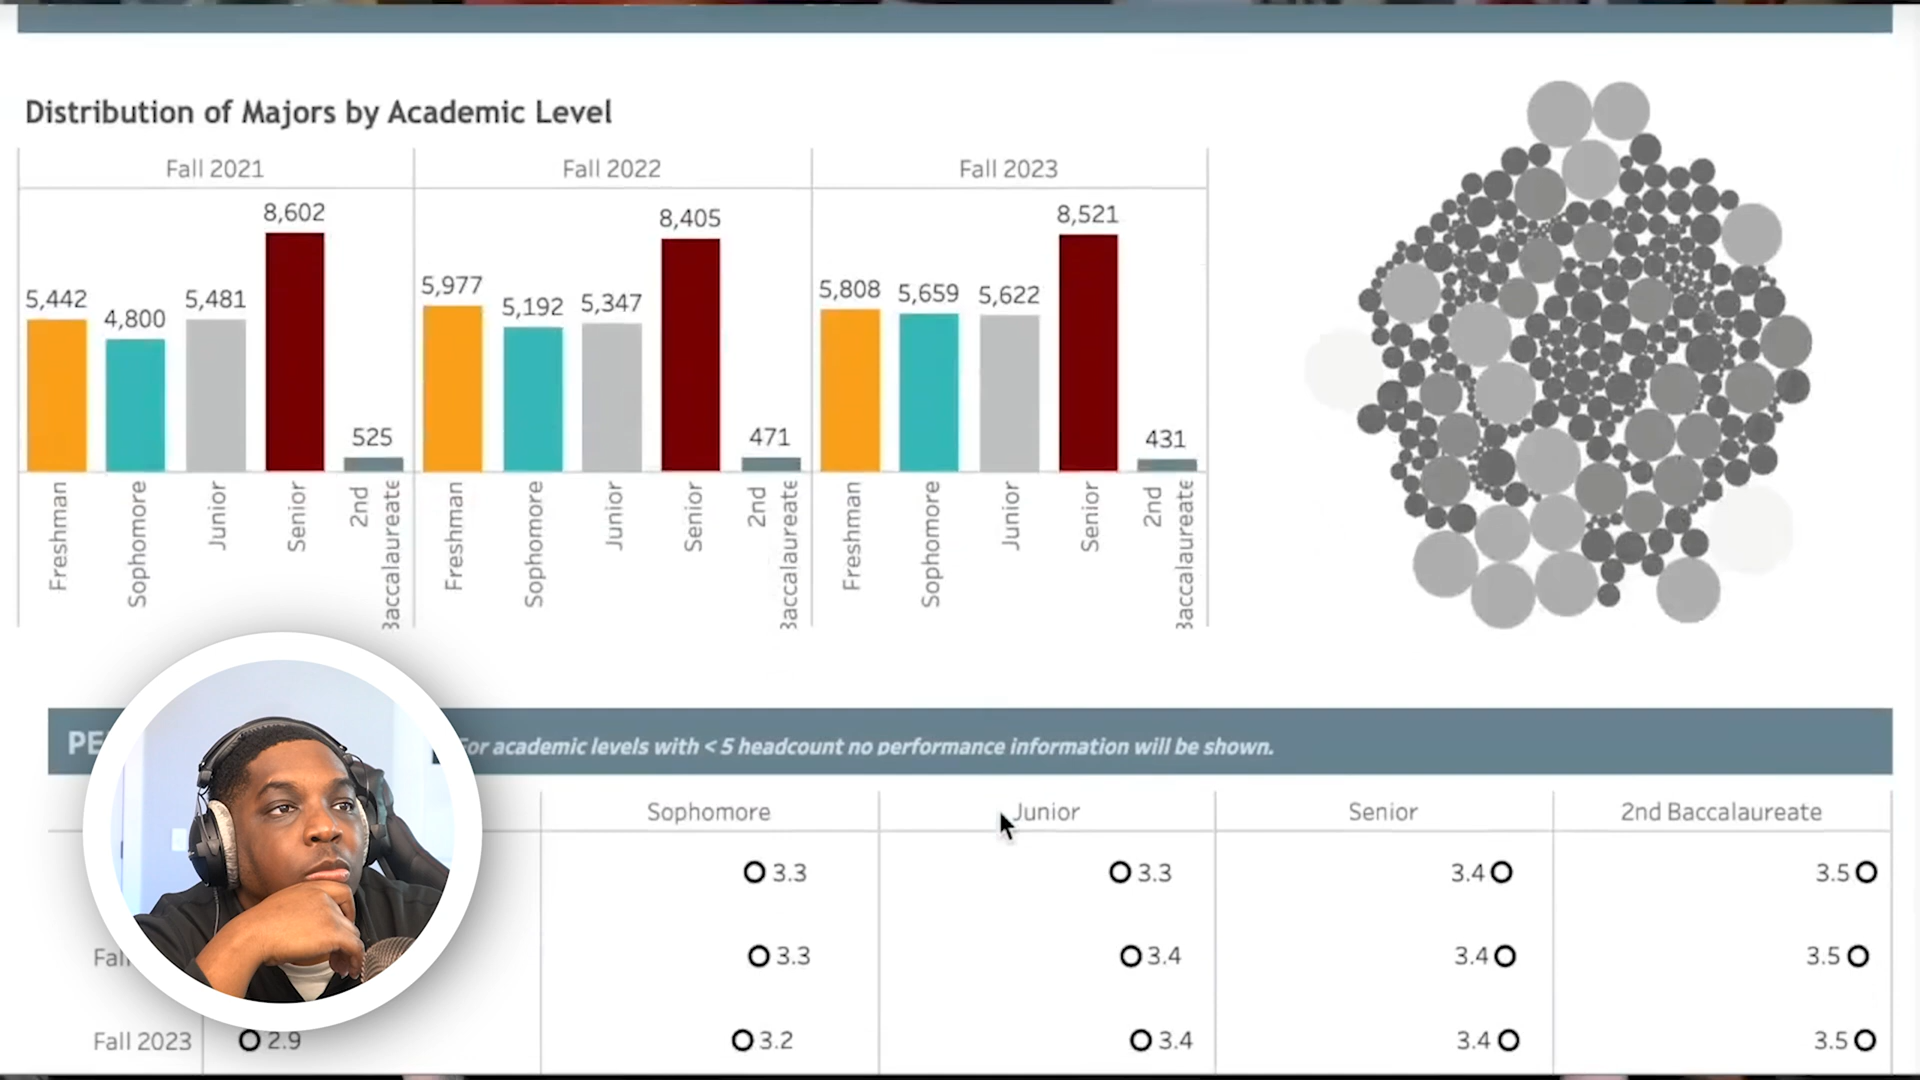 Distribution of Majors by Academic Level
Fall 2021
Fall 2022
Fall 2023
5,442
4,800
5,481
8,602
525
5,977
5,192
5,347
8,405
471
5,808
5,659
5,622
8,521
431
Freshman
Sophomore
Junior
Senior
2nd
Baccalaureate
Freshman
Sophomore
Junior
Senior
2nd
Baccalaureate
Freshman
Sophomore
Junior
Senior
2nd
Baccalaureate
For academic levels with < 5 headcount no performance information will be shown.
Sophomore
Junior
Senior
2nd Baccalaureate
3.3
3.3
3.4
3.5
3.3
3.4
3.4
3.5
Fall 2023
2.9
3.2
3.4
3.4
3.5